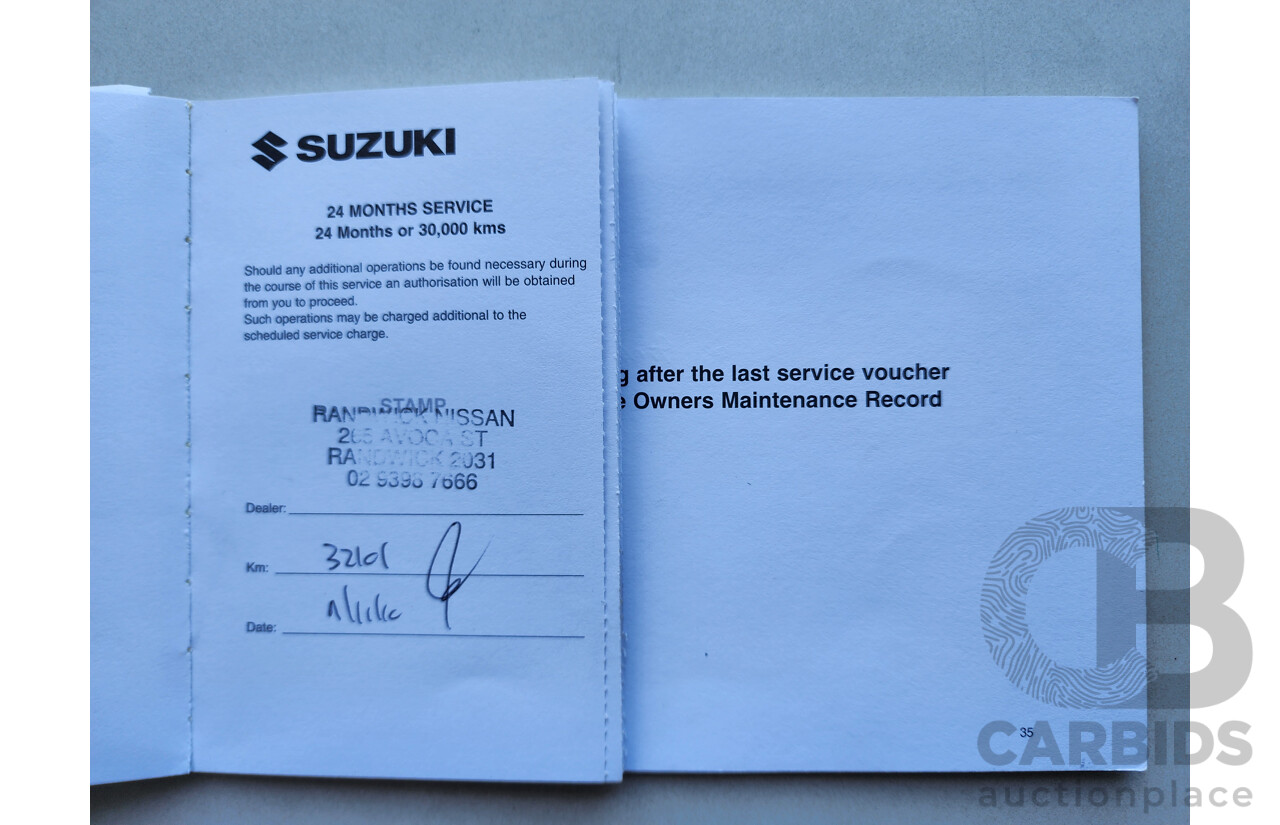 SUZUKI
24 MONTHS SERVICE
24 Months or 30,000 kms
Should any additional operations be found necessary during
the course of this service an authorisation will be obtained
from you to proceed.
Such operations may be charged additional to the
scheduled service charge.
STAMP
RANDWICK NISSAN
265 AVOCA ST
RANDWICK 2031
02 9398 7666
Dealer:
Km: 32101
Date:
g after the last service voucher
e Owners Maintenance Record
35
CARBIDS
auctionplace